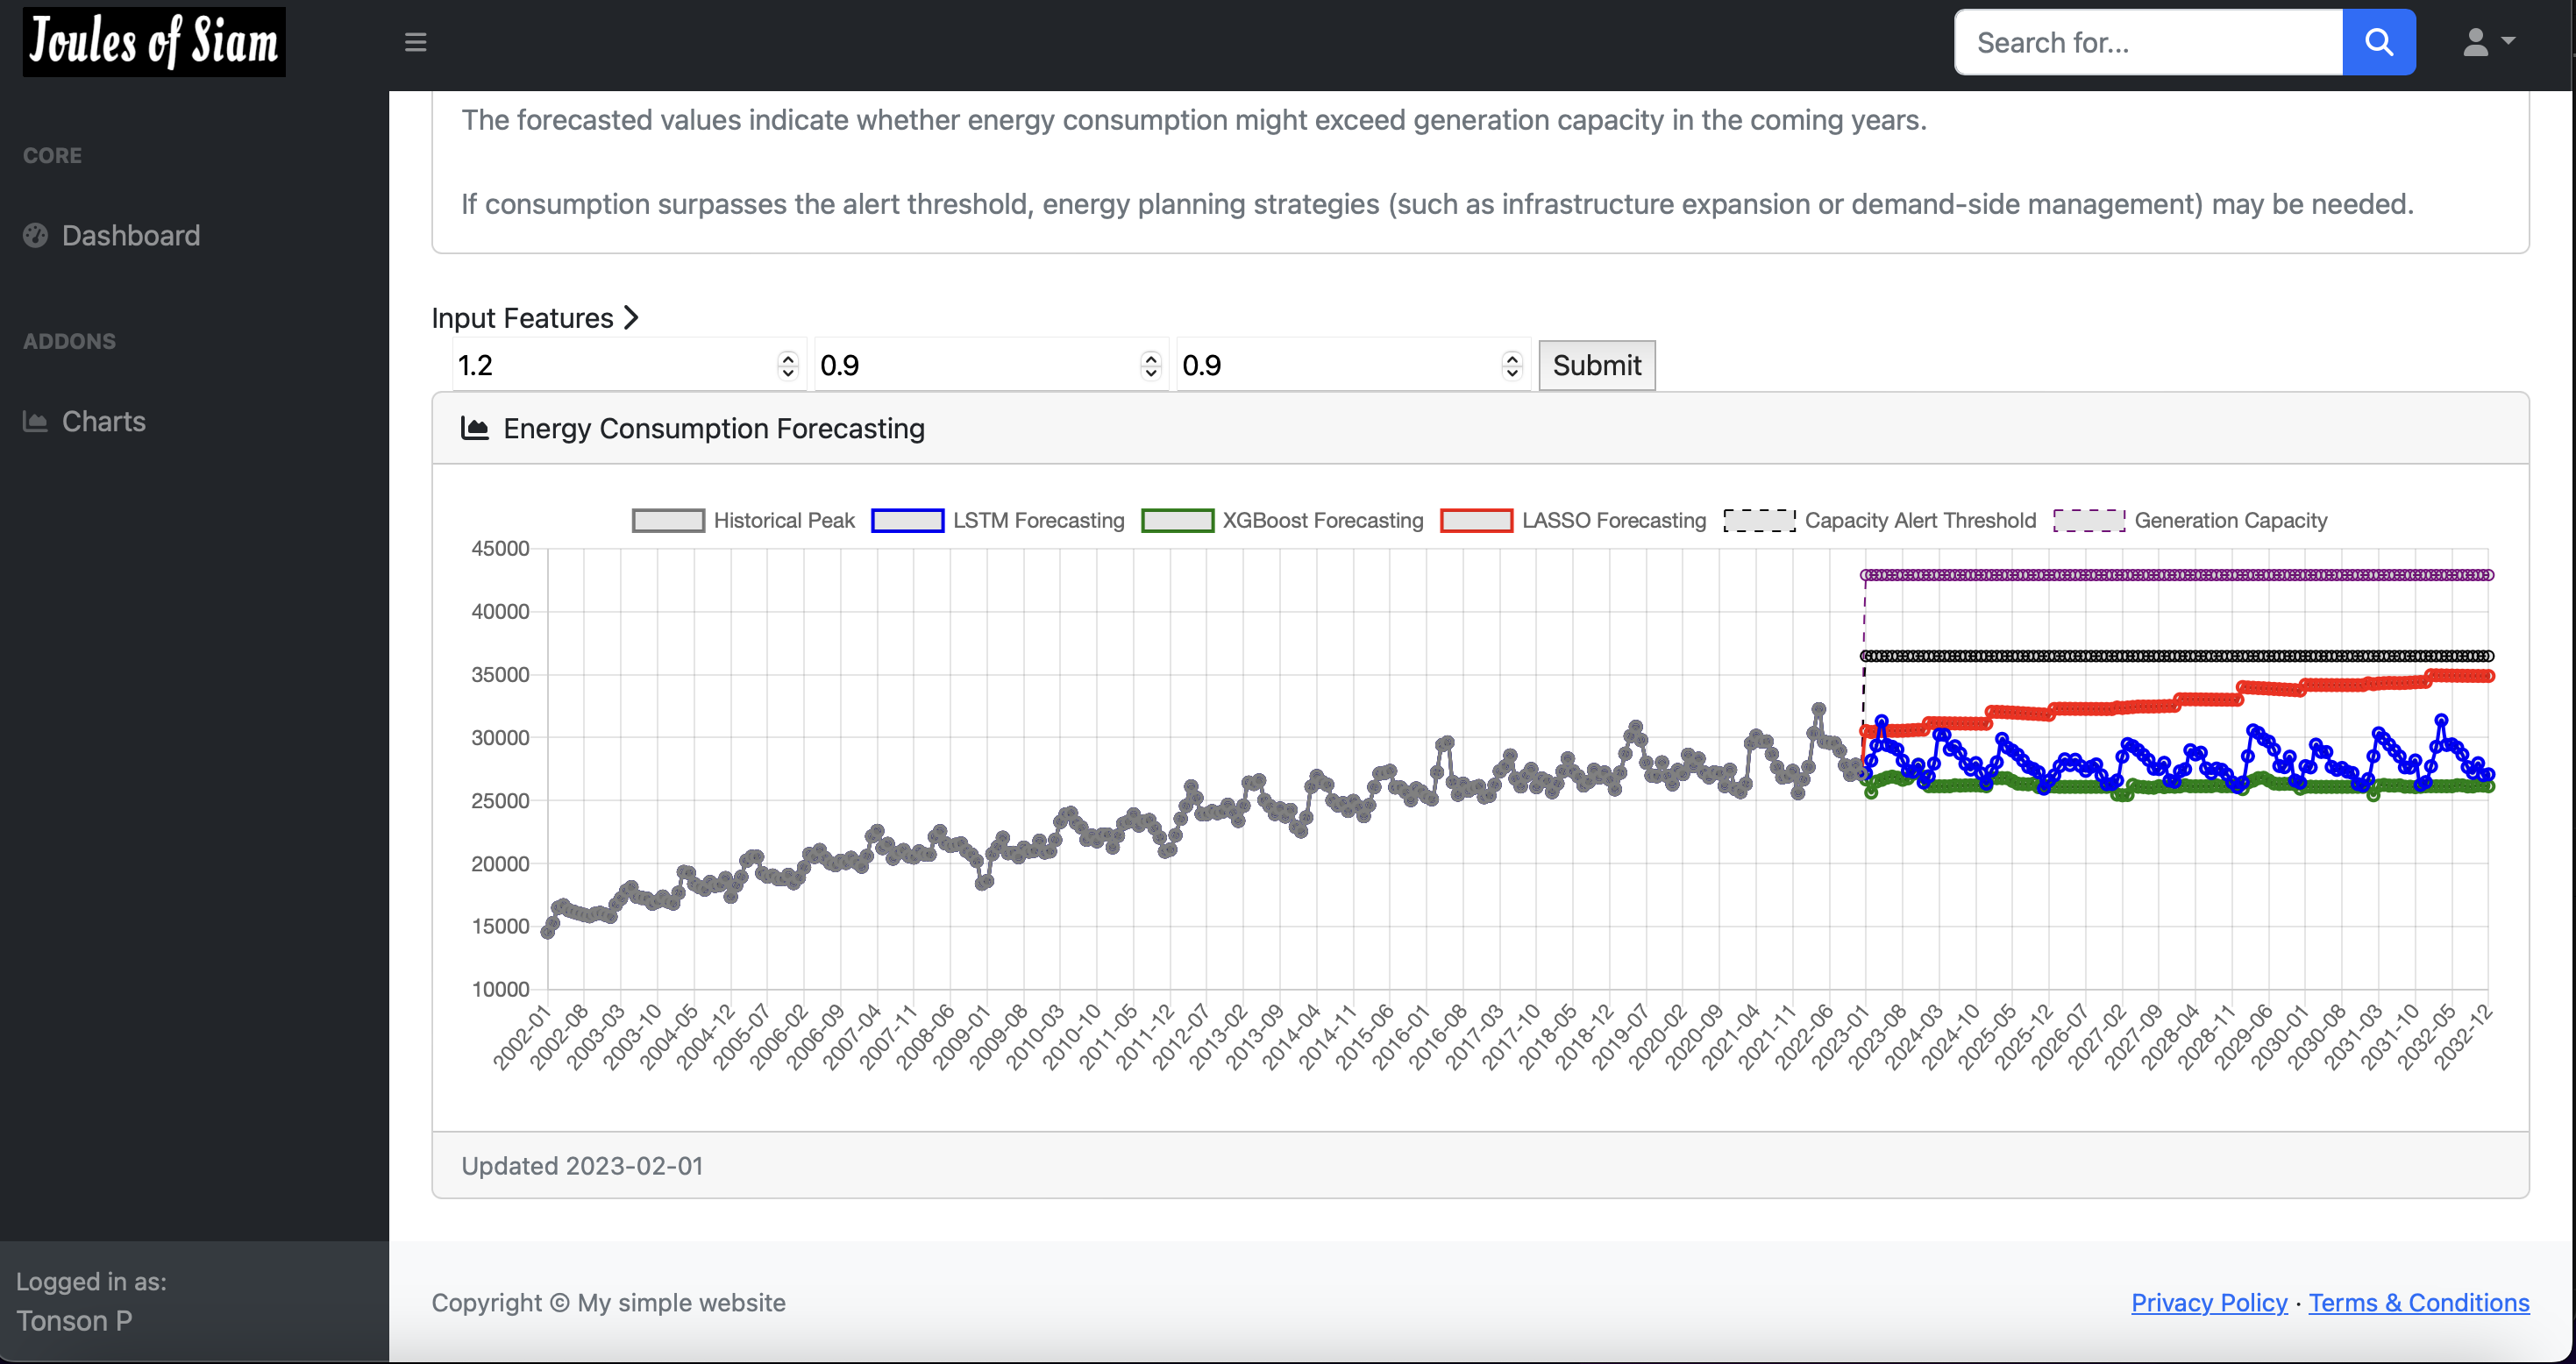 Joules of Siam
Search for...
CORE
Dashboard
ADDONS
Charts
The forecasted values indicate whether energy consumption might exceed generation capacity in the coming years.
If consumption surpasses the alert threshold, energy planning strategies (such as infrastructure expansion or demand-side management) may be needed.
Input Features
1.2 0.9 0.9 Submit
Energy Consumption Forecasting
Historical Peak LSTM Forecasting XGBoost Forecasting LASSO Forecasting Capacity Alert Threshold Generation Capacity
45000
40000
35000
30000
25000
20000
15000
10000
2002-01 2002-08 2003-03 2003-10 2004-05 2004-12 2005-07 2006-02 2006-09 2007-04 2007-11 2008-06 2009-01 2009-08 2010-03 2010-10 2011-05 2011-12 2012-07 2013-02 2013-09 2014-04 2014-11 2015-06 2016-01 2016-08 2017-03 2017-10 2018-05 2018-12 2019-07 2020-02 2020-09 2021-04 2021-11 2022-06 2023-01 2023-08 2024-03 2024-10 2025-05 2025-12 2026-07 2027-02 2027-09 2028-04 2028-11 2029-06 2030-01 2030-08 2031-03 2031-10 2032-05 2032-12
Updated 2023-02-01
Logged in as:
Tonson P
Copyright © My simple website
Privacy Policy · Terms & Conditions